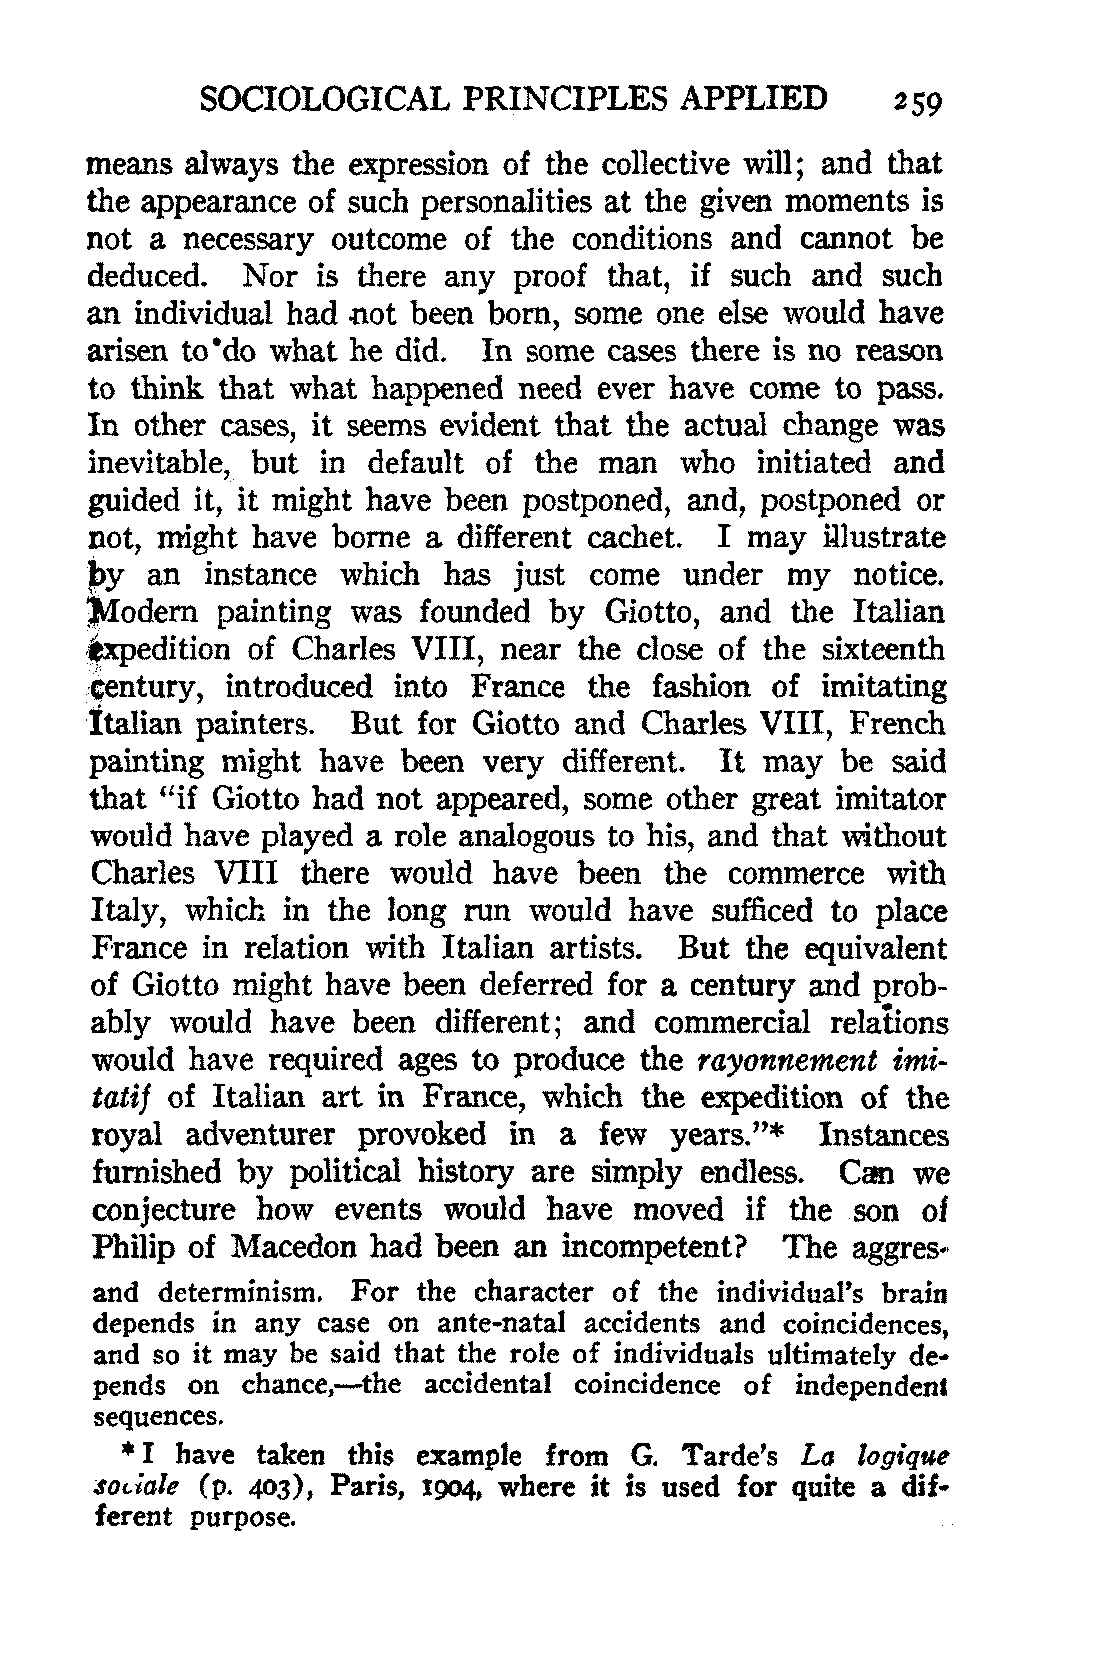 SOCIOLOGICAL PRINCIPLES APPLIED 259
means always the expression of the collective will; and that
the appearance of such personalities at the given moments is
not a necessary outcome of the conditions and cannot be
deduced. Nor is there any proof that, if such and such
an individual had not been born, some one else would have
arisen to do what he did. In some cases there is no reason
to think that what happened need ever have come to pass.
In other cases, it seems evident that the actual change was
inevitable, but in default of the man who initiated and
guided it, it might have been postponed, and, postponed or
not, might have borne a different cachet. I may illustrate
by an instance which has just come under my notice.
Modern painting was founded by Giotto, and the Italian
expedition of Charles VIII, near the close of the sixteenth
century, introduced into France the fashion of imitating
Italian painters. But for Giotto and Charles VIII, French
painting might have been very different. It may be said
that "if Giotto had not appeared, some other great imitator
would have played a role analogous to his, and that without
Charles VIII there would have been the commerce with
Italy, which in the long run would have sufficed to place
France in relation with Italian artists. But the equivalent
of Giotto might have been deferred for a century and prob-
ably would have been different; and commercial relations
would have required ages to produce the rayonnement imi-
tatif of Italian art in France, which the expedition of the
royal adventurer provoked in a few years."* Instances
furnished by political history are simply endless. Can we
conjecture how events would have moved if the son of
Philip of Macedon had been an incompetent? The aggres-
and determinism. For the character of the individual's brain
depends in any case on ante-natal accidents and coincidences,
and so it may be said that the role of individuals ultimately de-
pends on chance,—the accidental coincidence of independent
sequences.
* I have taken this example from G. Tarde's La logique
sociale (p. 403), Paris, 1904, where it is used for quite a dif-
ferent purpose.